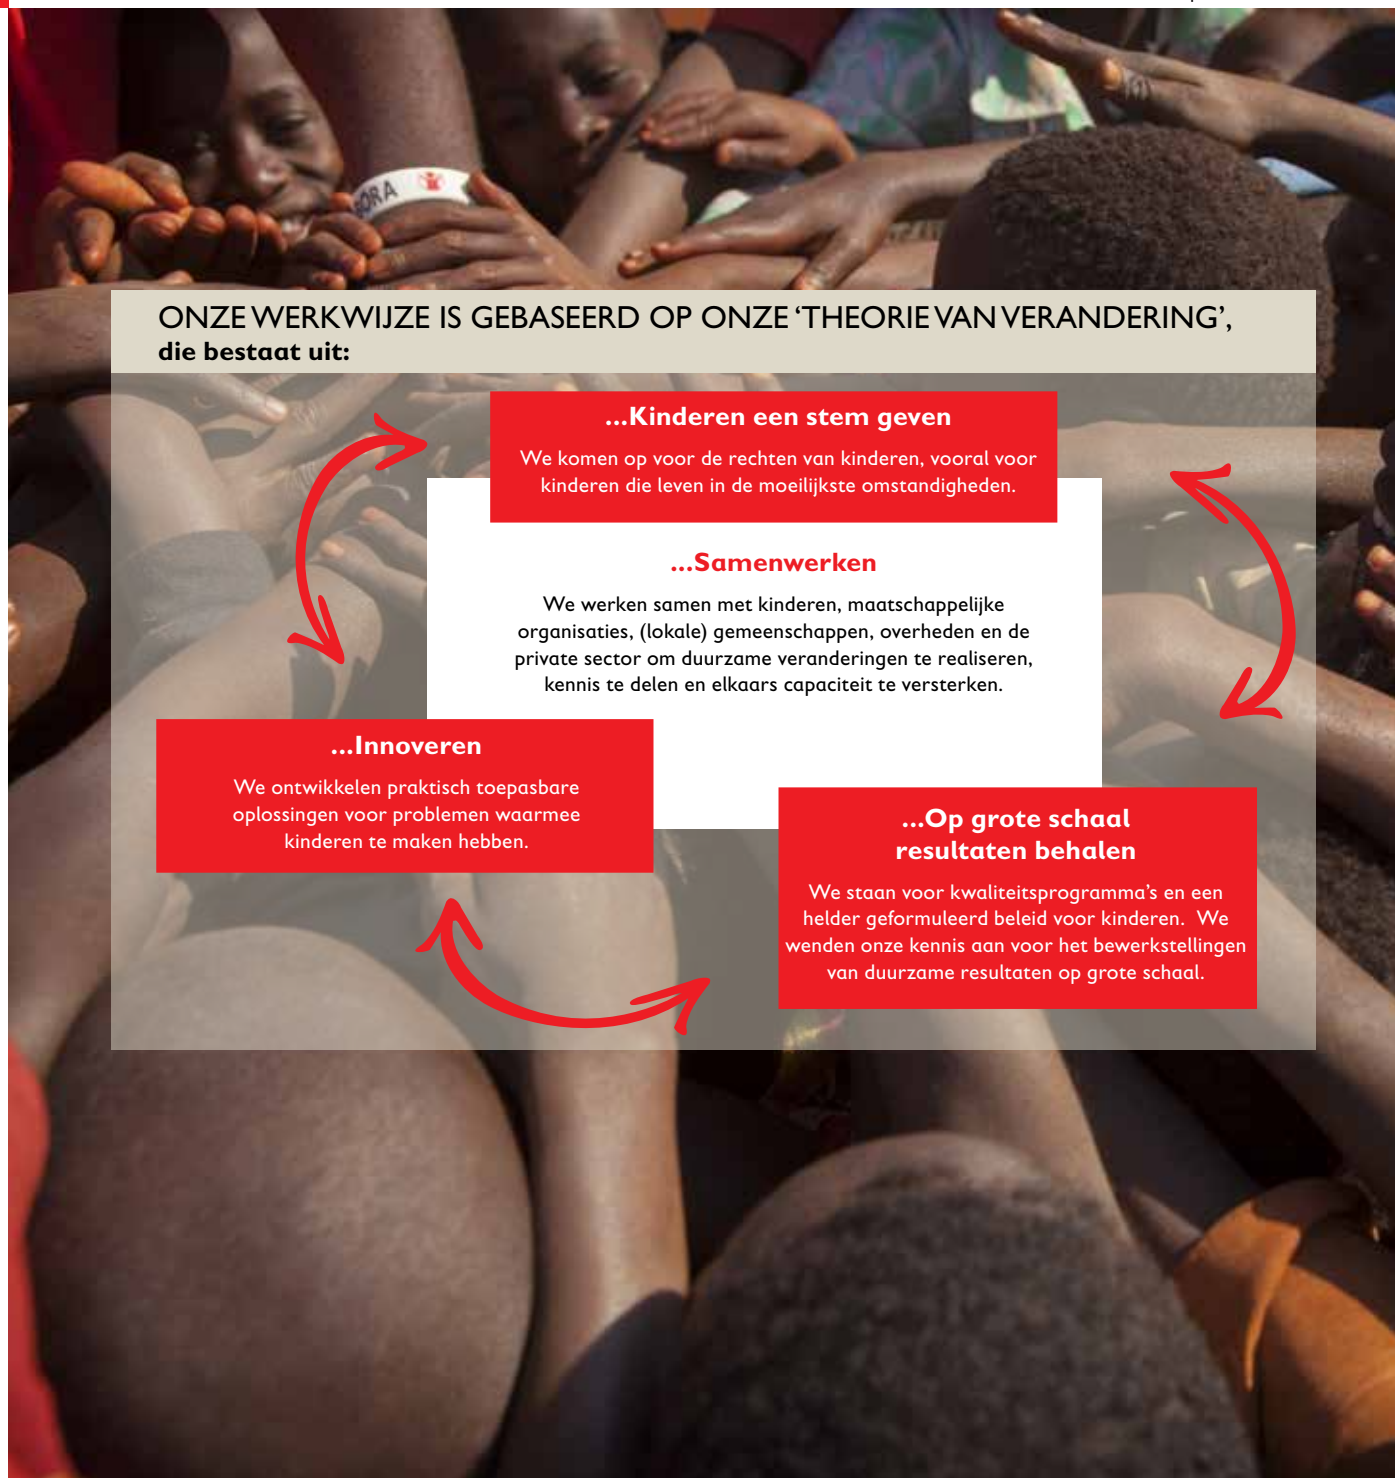 ORA
ONZE WERKWIJZE IS GEBASEERD OP ONZE ‘THEORIE VAN VERANDERING’,
die bestaat uit:
...Kinderen een stem geven
We komen op voor de rechten van kinderen, vooral voor
kinderen die leven in de moeilijkste omstandigheden.
...Samenwerken
We werken samen met kinderen, maatschappelijke
organisaties, (lokale) gemeenschappen, overheden en de
private sector om duurzame veranderingen te realiseren,
kennis te delen en elkaars capaciteit te versterken.
...Innoveren
We ontwikkelen praktisch toepasbare
oplossingen voor problemen waarmee
kinderen te maken hebben.
...Op grote schaal
resultaten behalen
We staan voor kwaliteitsprogramma’s en een
helder geformuleerd beleid voor kinderen. We
wenden onze kennis aan voor het bewerkstellingen
van duurzame resultaten op grote schaal.